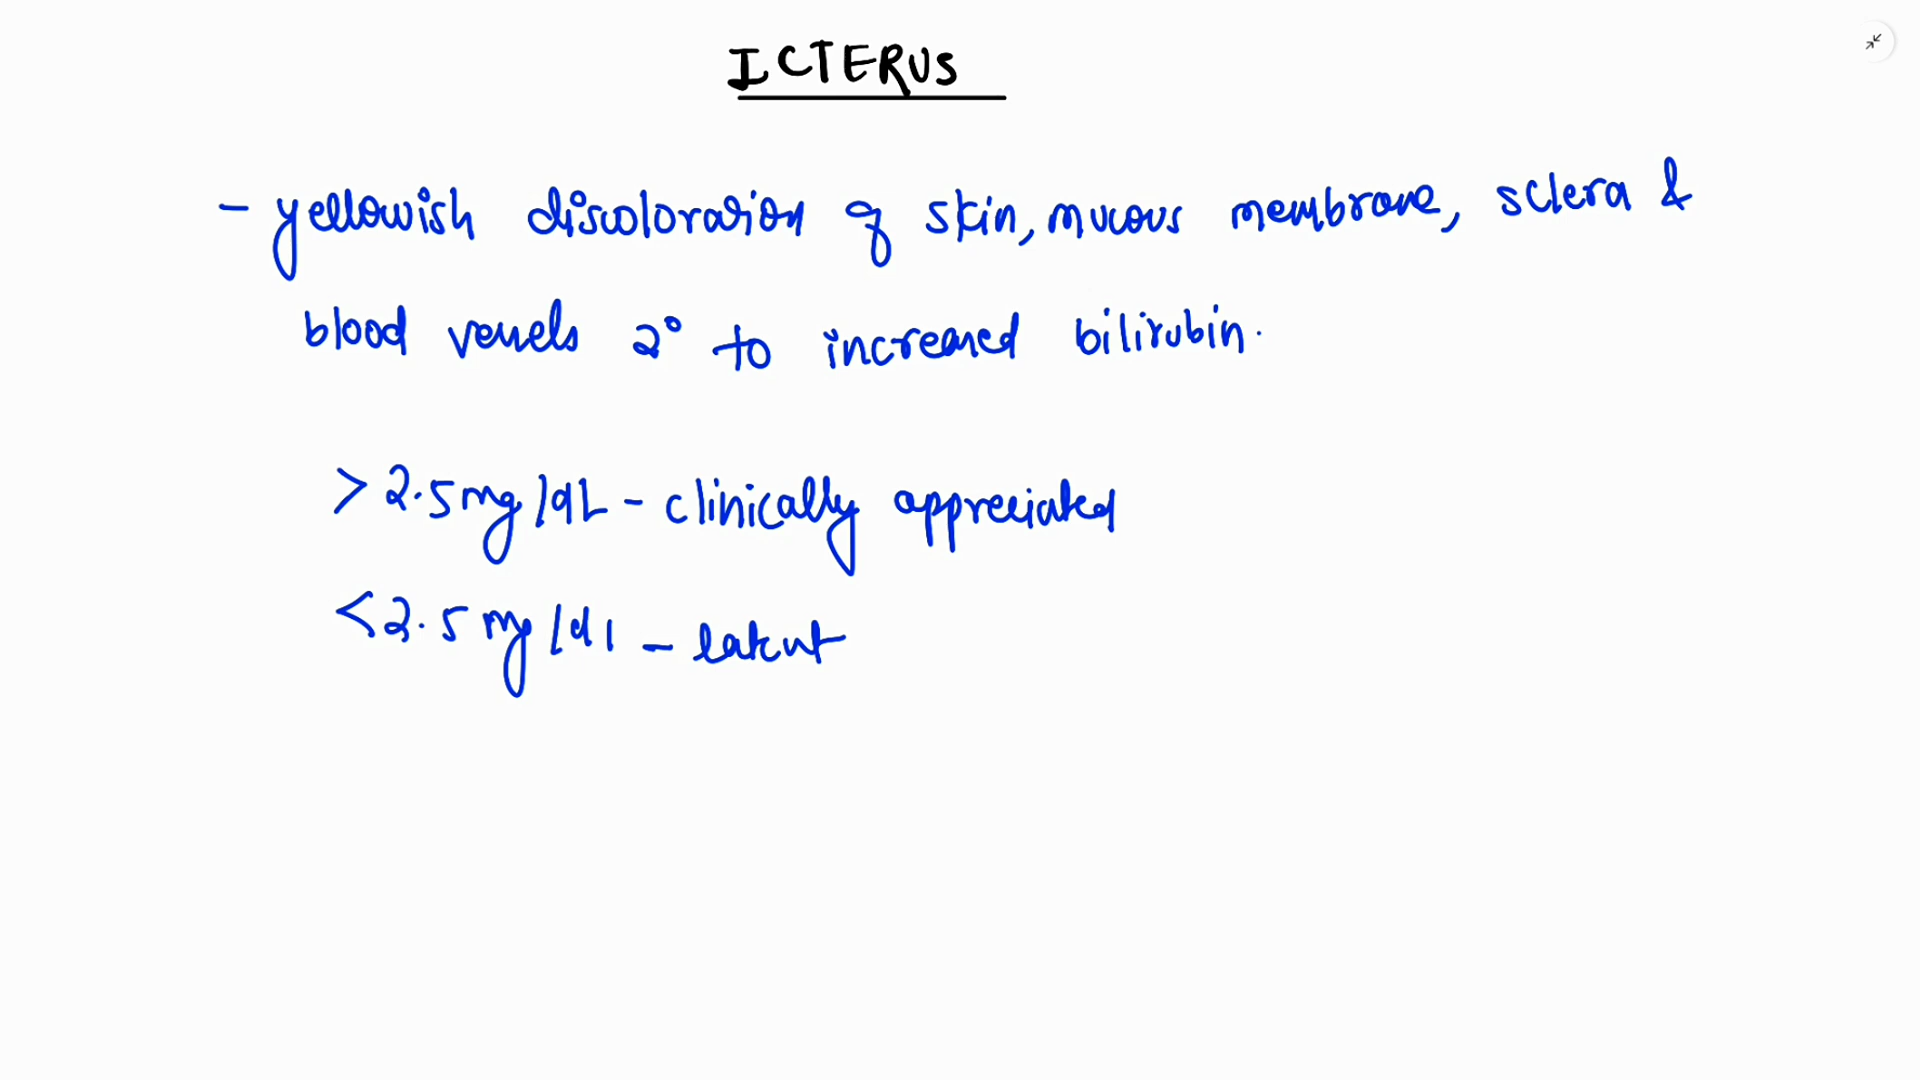 ICTERUS
- yellowish discoloration of skin, mucous membrane, sclera &
blood vessels 2° to increased bilirubin.
> 2.5mg/dL - clinically appreciated
< 2.5 mg/dl - latent